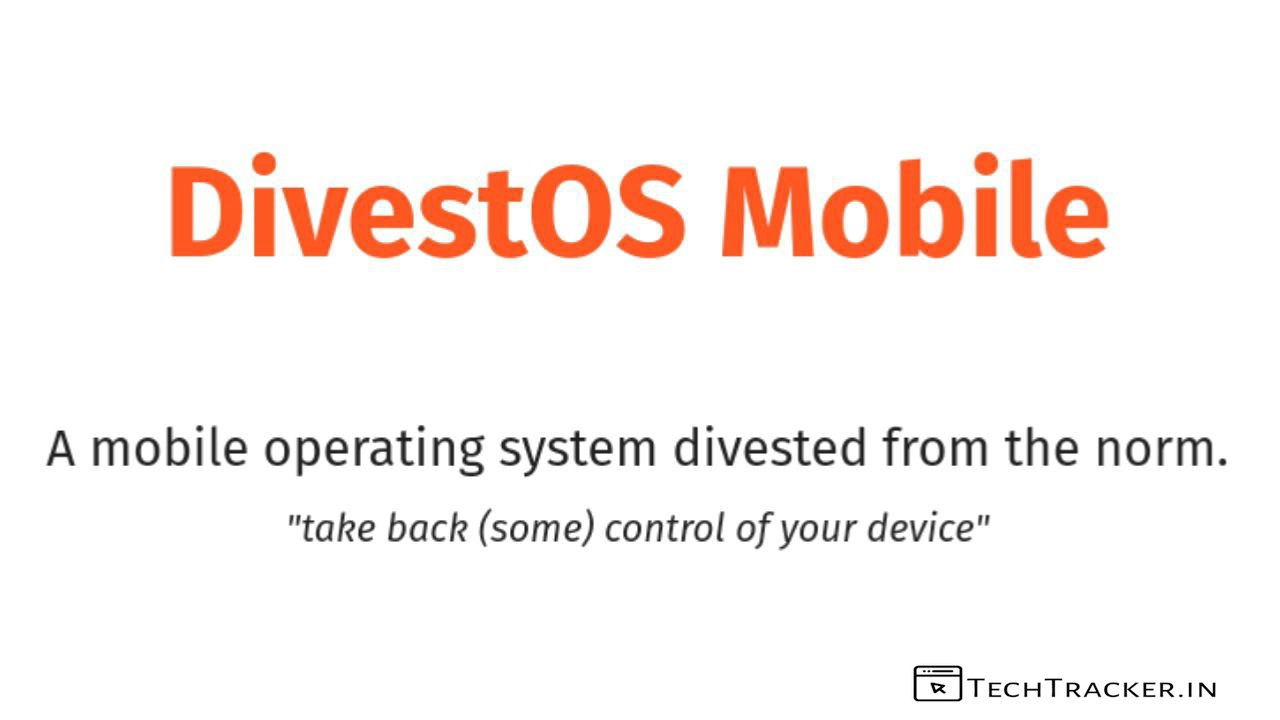 DivestOS Mobile
A mobile operating system divested from the norm.
"take back (some) control of your device"
TECHTRACKER.IN